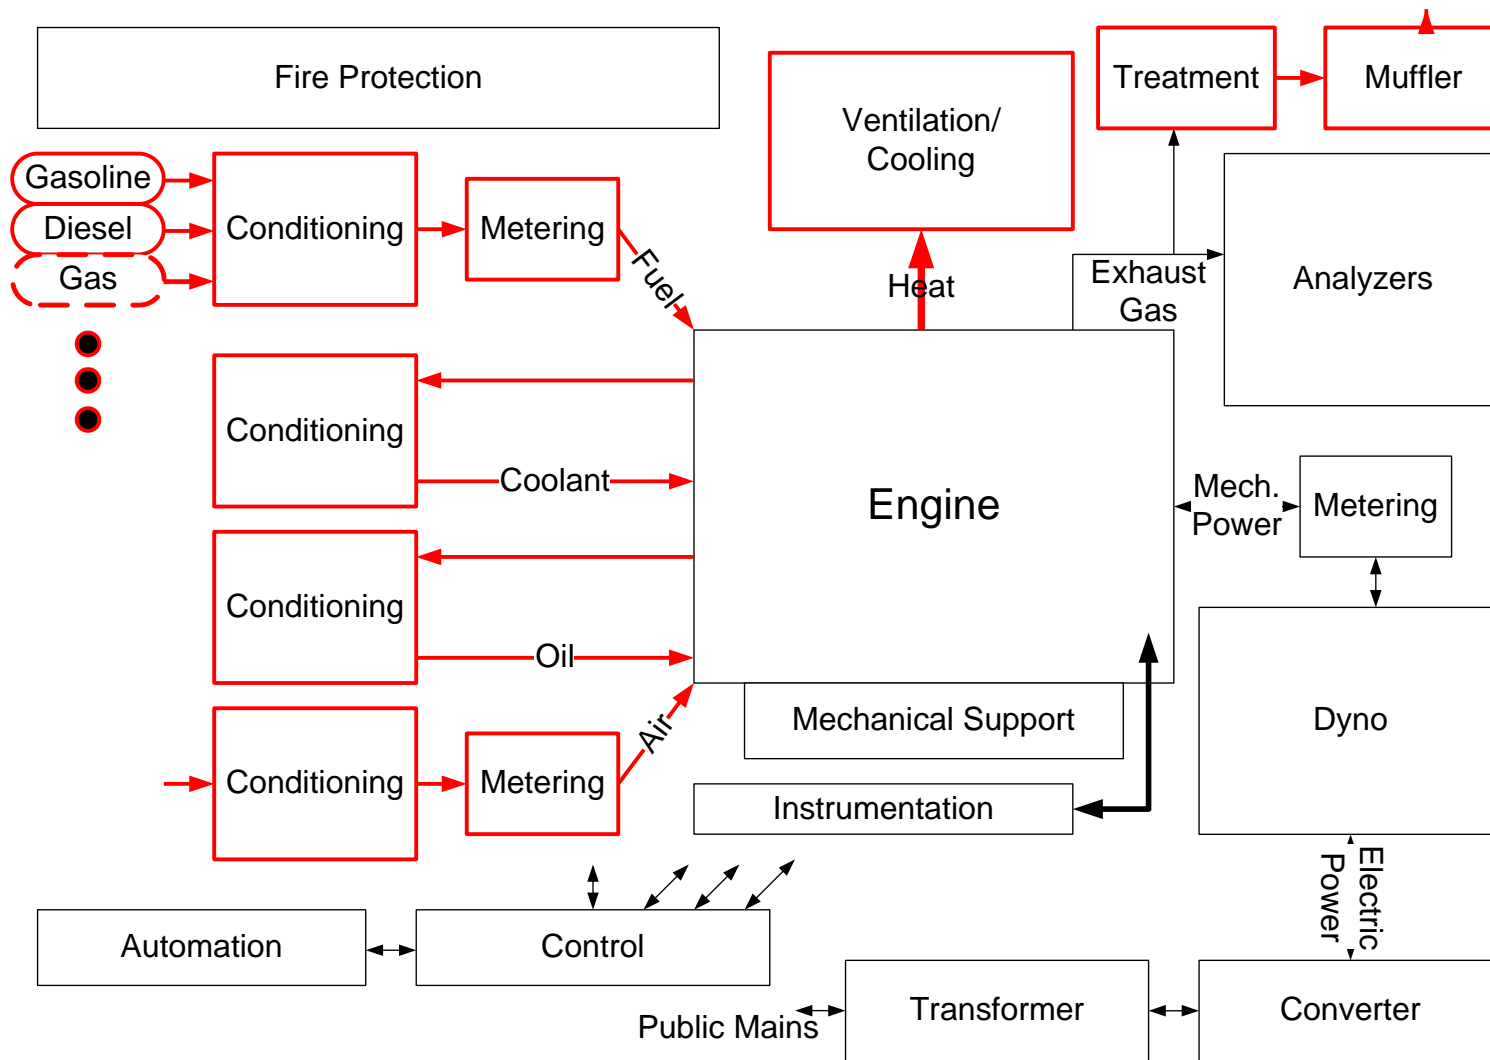 Fire Protection
Ventilation/
Cooling
Treatment
Muffler
Gasoline
Diesel
Gas
Conditioning
Metering
Fuel
Heat
Exhaust
Gas
Analyzers
Conditioning
Coolant
Engine
Mech.
Power
Metering
Conditioning
Oil
Mechanical Support
Dyno
Conditioning
Metering
Air
Instrumentation
Electric
Power
Automation
Control
Public Mains
Transformer
Converter